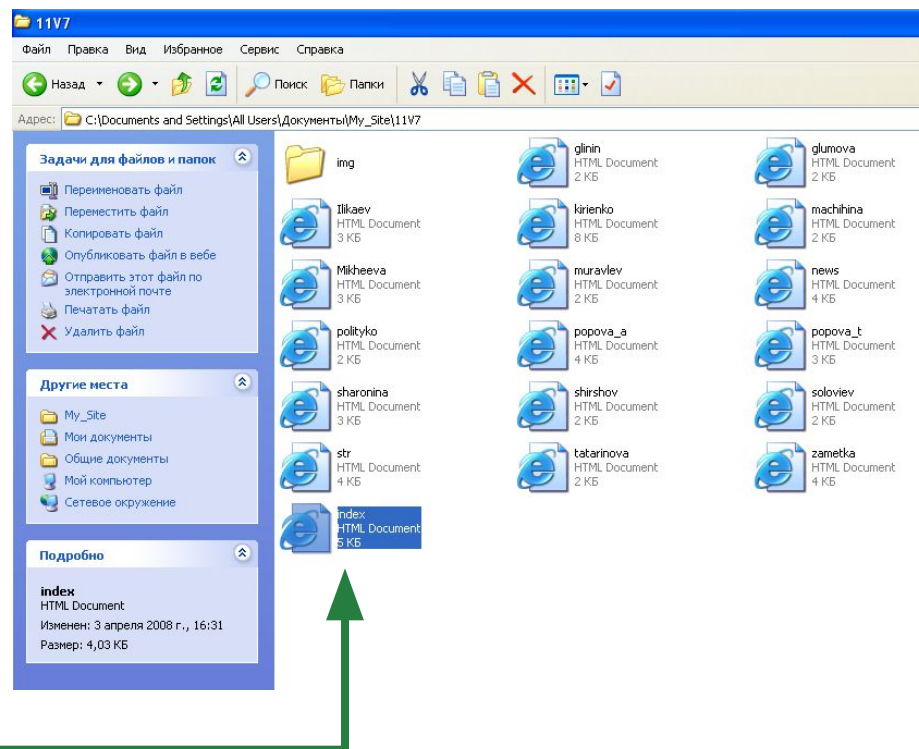 11V7
Файл Правка Вид Избранное Сервис Справка
Назад Поиск Папки
Адрес: C:\Documents and Settings\All Users\Документы\My_Site\11V7
Задачи для файлов и папок
Переименовать файл
Переместить файл
Копировать файл
Опубликовать файл в вебе
Отправить этот файл по
электронной почте
Печатать файл
Удалить файл
Другие места
My_Site
Мои документы
Общие документы
Мой компьютер
Сетевое окружение
Подробно
index
HTML Document
Изменен: 3 апреля 2008 г., 16:31
Размер: 4,03 КБ
img
glinin
HTML Document
2 КБ
glumova
HTML Document
2 КБ
Ilikaev
HTML Document
3 КБ
kirienko
HTML Document
8 КБ
machihina
HTML Document
2 КБ
Mikheeva
HTML Document
3 КБ
muravlev
HTML Document
2 КБ
news
HTML Document
4 КБ
polityko
HTML Document
2 КБ
popova_a
HTML Document
4 КБ
popova_t
HTML Document
3 КБ
sharonina
HTML Document
3 КБ
shirshov
HTML Document
2 КБ
soloviev
HTML Document
2 КБ
str
HTML Document
4 КБ
tatarinova
HTML Document
2 КБ
zametka
HTML Document
4 КБ
index
HTML Document
5 КБ